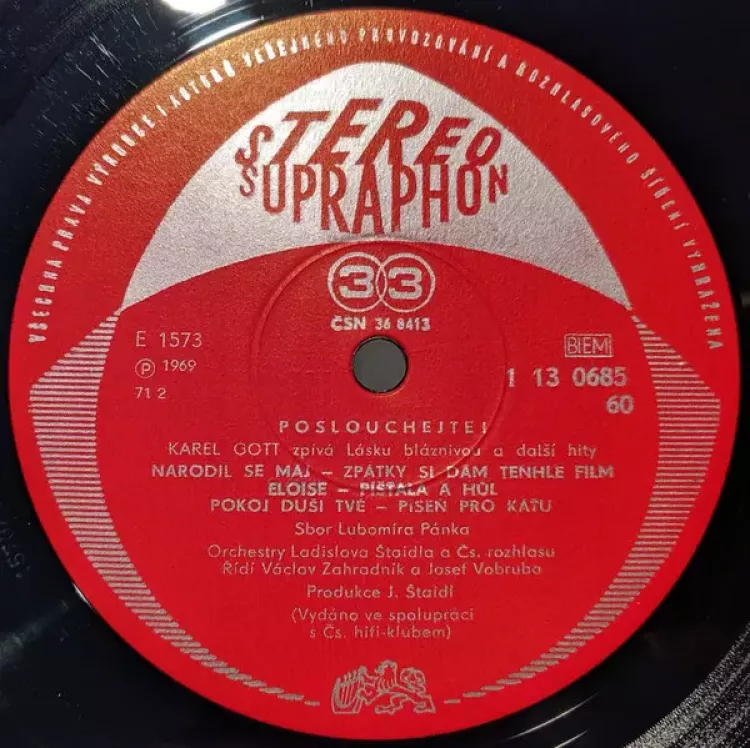 VŠECHNA PRÁVA VÝROBCE I AUTORŮ VEŘEJNÉHO PROVOZOVÁNÍ A ROZHLASOVÉHO ŠÍŘENÍ VYHRAZENA
STEREO
SUPRAPHON
33
ČSN 36 8413
E 1573
Ⓟ 1969
71 2
BIEM
1 13 0685
60
POSLOUCHEJTE!
KAREL GOTT zpívá Lásku bláznivou a další hity
NARODIL SE MÁJ – ZPÁTKY SI DÁM TENHLE FILM
ELOISE – PÍŠŤALA A HŮL
POKOJ DUŠI TVÉ – PÍSEŇ PRO KÁŤU
Sbor Lubomíra Pánka
Orchestry Ladislava Štaidla a Čs. rozhlasu
Řídí Václav Zahradník a Josef Vobruba
Produkce J. Štaidl
(Vydáno ve spolupráci
s Čs. hifi-klubem)